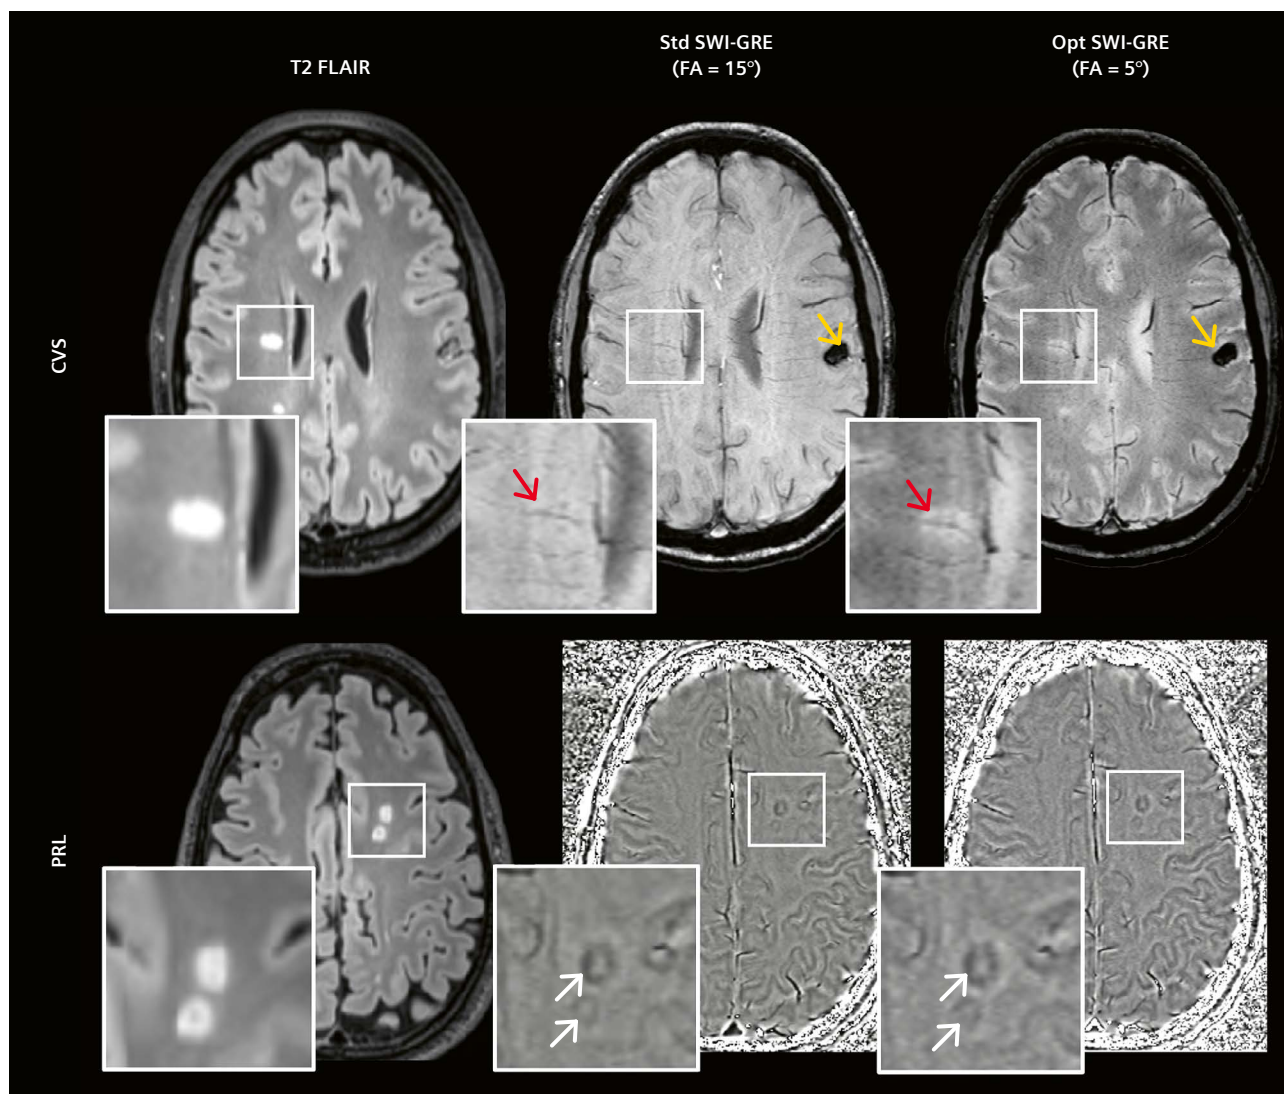 T2 FLAIR
Std SWI-GRE
(FA = 15°)
Opt SWI-GRE
(FA = 5°)
CVS
PRL